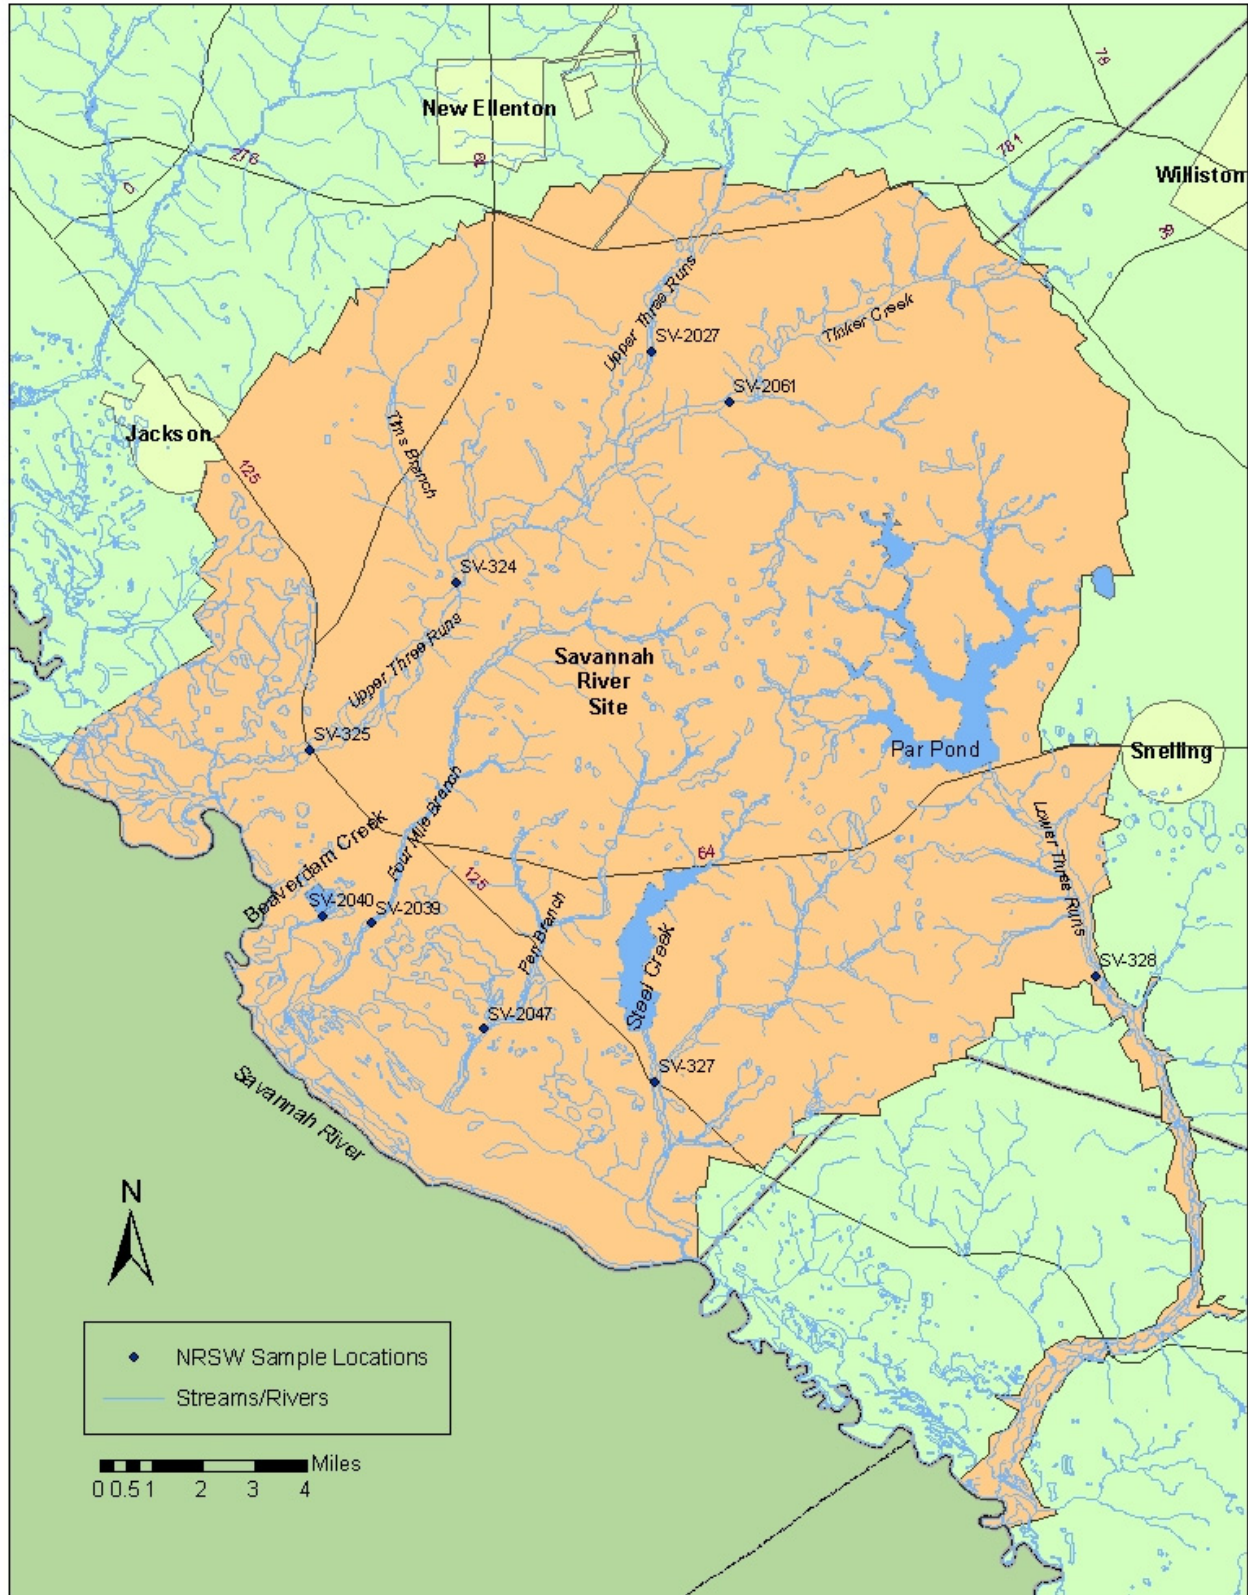 78
New Ellenton
781
276
19
0
Williston
39
Upper Three Runs
Tinker Creek
SV-2027
SV-2061
Jackson
Tim's Branch
125
SV-324
Upper Three Runs
Savannah
River
Site
SV-325
Par Pond
Snelling
Four Mile Branch
Beaverdam Creek
Lower Three Runs
64
125
SV-2040
SV-2039
Pen Branch
Steel Creek
SV-328
SV-2047
SV-327
Savannah River
N
NRSW Sample Locations
Streams/Rivers
Miles
0 0.5 1 2 3 4